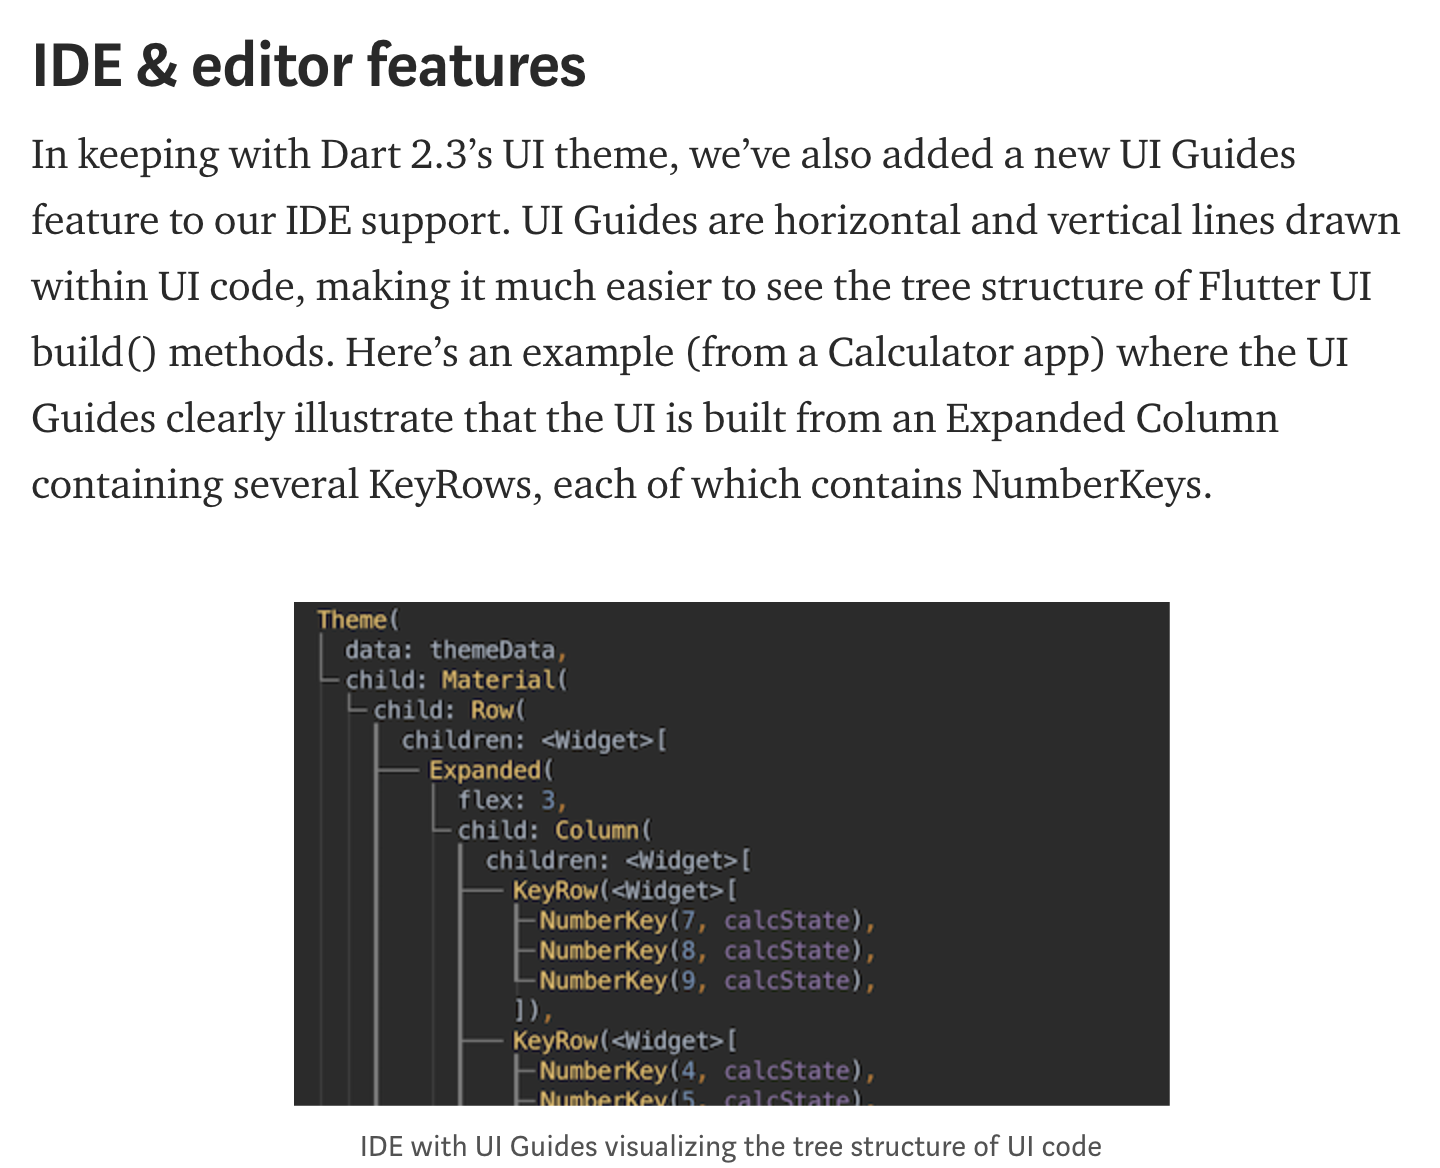 IDE & editor features
In keeping with Dart 2.3’s UI theme, we’ve also added a new UI Guides
feature to our IDE support. UI Guides are horizontal and vertical lines drawn
within UI code, making it much easier to see the tree structure of Flutter UI
build() methods. Here’s an example (from a Calculator app) where the UI
Guides clearly illustrate that the UI is built from an Expanded Column
containing several KeyRows, each of which contains NumberKeys.
Theme(
data: themeData,
child: Material(
child: Row(
children: <Widget>[
Expanded(
flex: 3,
child: Column(
children: <Widget>[
KeyRow(<Widget>[
NumberKey(7, calcState),
NumberKey(8, calcState),
NumberKey(9, calcState),
]),
KeyRow(<Widget>[
NumberKey(4, calcState),
NumberKey(5, calcState),
IDE with UI Guides visualizing the tree structure of UI code